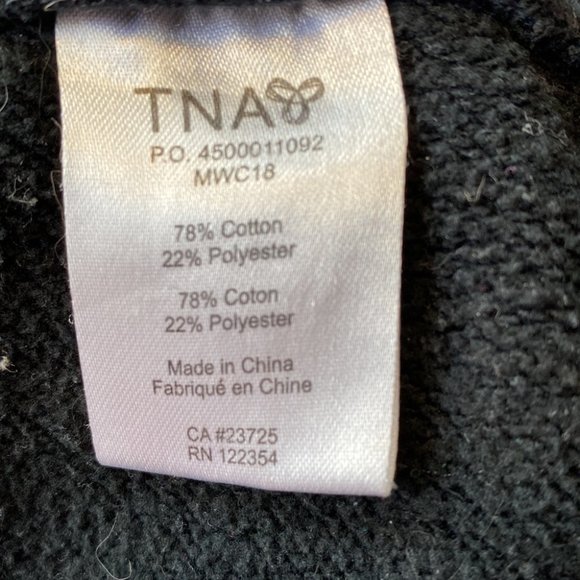 TNA
P.O. 4500011092
MWC18
78% Cotton
22% Polyester
78% Coton
22% Polyester
Made in China
Fabriqué en Chine
CA #23725
RN 122354